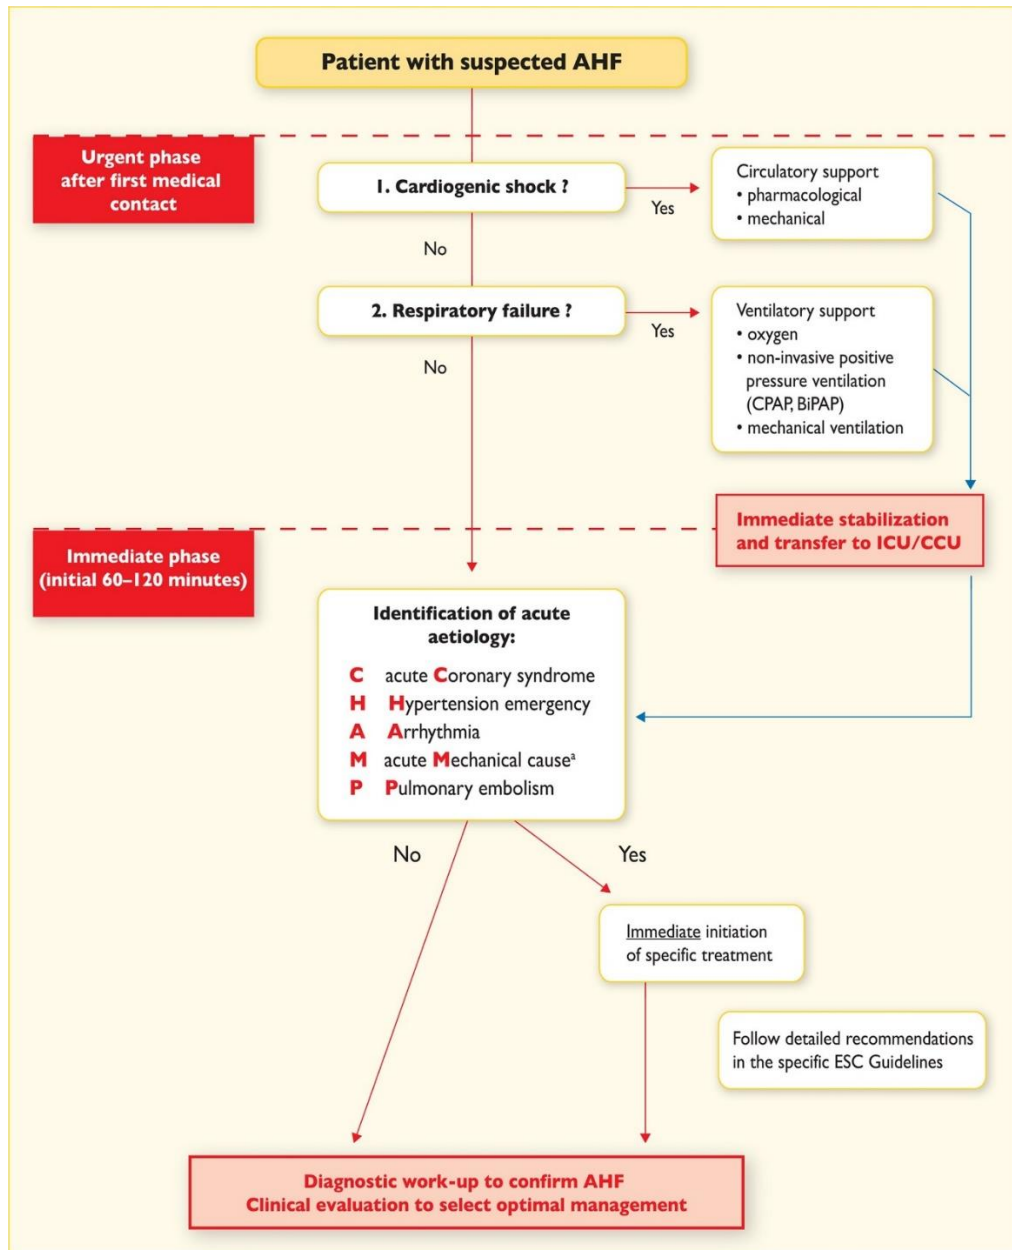 Patient with suspected AHF
Urgent phase
after first medical
contact
1. Cardiogenic shock ?
Yes
Circulatory support
• pharmacological
• mechanical
No
2. Respiratory failure ?
Yes
Ventilatory support
• oxygen
• non-invasive positive
pressure ventilation
(CPAP, BiPAP)
• mechanical ventilation
No
Immediate stabilization
and transfer to ICU/CCU
Immediate phase
(initial 60–120 minutes)
Identification of acute
aetiology:
C acute Coronary syndrome
H Hypertension emergency
A Arrhythmia
M acute Mechanical causeᵃ
P Pulmonary embolism
No
Yes
Immediate initiation
of specific treatment
Follow detailed recommendations
in the specific ESC Guidelines
Diagnostic work-up to confirm AHF
Clinical evaluation to select optimal management